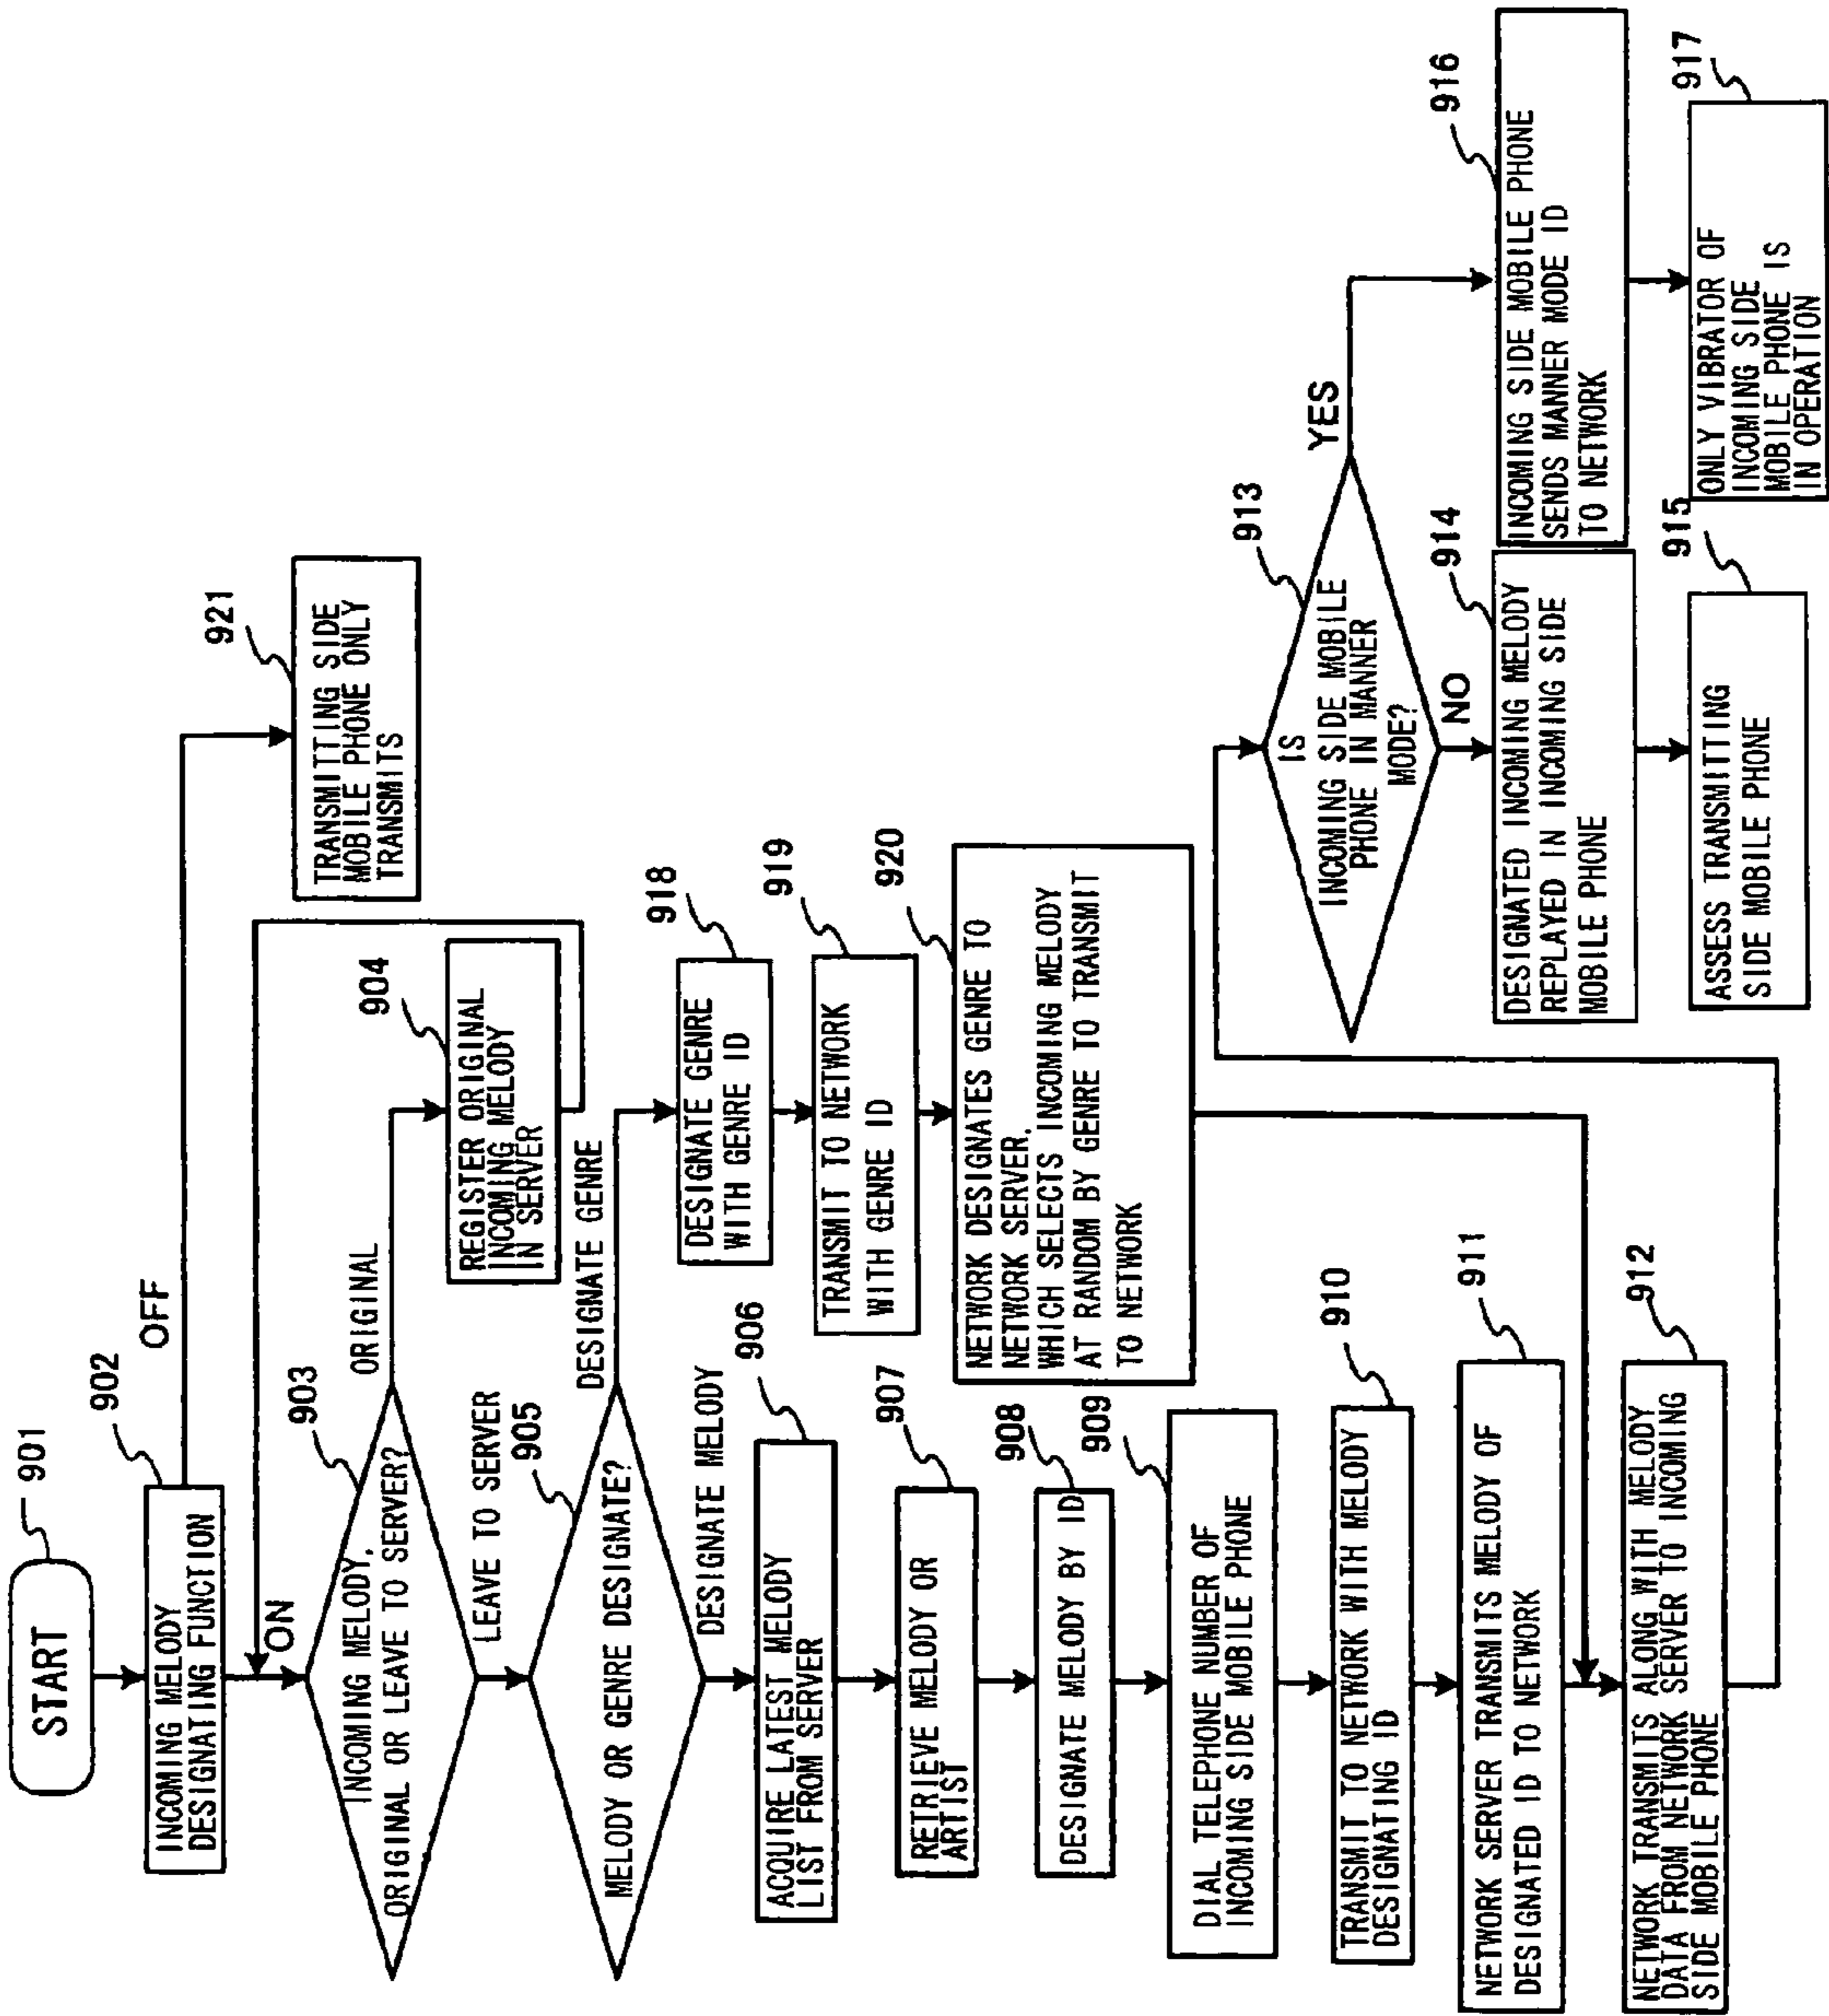 START
901
INCOMING MELODY
DESIGNATING FUNCTION
902
OFF
TRANSMITTING SIDE
MOBILE PHONE ONLY
TRANSMITS
921
ON
INCOMING MELODY,
ORIGINAL OR LEAVE TO SERVER?
903
ORIGINAL
REGISTER ORIGINAL
INCOMING MELODY
IN SERVER
904
LEAVE TO SERVER
MELODY OR GENRE DESIGNATE?
905
DESIGNATE GENRE
DESIGNATE GENRE
WITH GENRE ID
918
TRANSMIT TO NETWORK
WITH GENRE ID
919
NETWORK DESIGNATES GENRE TO
NETWORK SERVER,
WHICH SELECTS INCOMING MELODY
AT RANDOM BY GENRE TO TRANSMIT
TO NETWORK
920
DESIGNATE MELODY
ACQUIRE LATEST MELODY
LIST FROM SERVER
906
RETRIEVE MELODY OR
ARTIST
907
DESIGNATE MELODY BY ID
908
DIAL TELEPHONE NUMBER OF
INCOMING SIDE MOBILE PHONE
909
TRANSMIT TO NETWORK WITH MELODY
DESIGNATING ID
910
NETWORK SERVER TRANSMITS MELODY OF
DESIGNATED ID TO NETWORK
911
NETWORK TRANSMITS ALONG WITH MELODY
DATA FROM NETWORK SERVER TO INCOMING
SIDE MOBILE PHONE
912
IS
INCOMING SIDE MOBILE
PHONE IN MANNER
MODE?
913
YES
NO
DESIGNATED INCOMING MELODY
REPLAYED IN INCOMING SIDE
MOBILE PHONE
914
ASSESS TRANSMITTING
SIDE MOBILE PHONE
915
INCOMING SIDE MOBILE PHONE
SENDS MANNER MODE ID
TO NETWORK
916
ONLY VIBRATOR OF
INCOMING SIDE
MOBILE PHONE IS
IN OPERATION
917